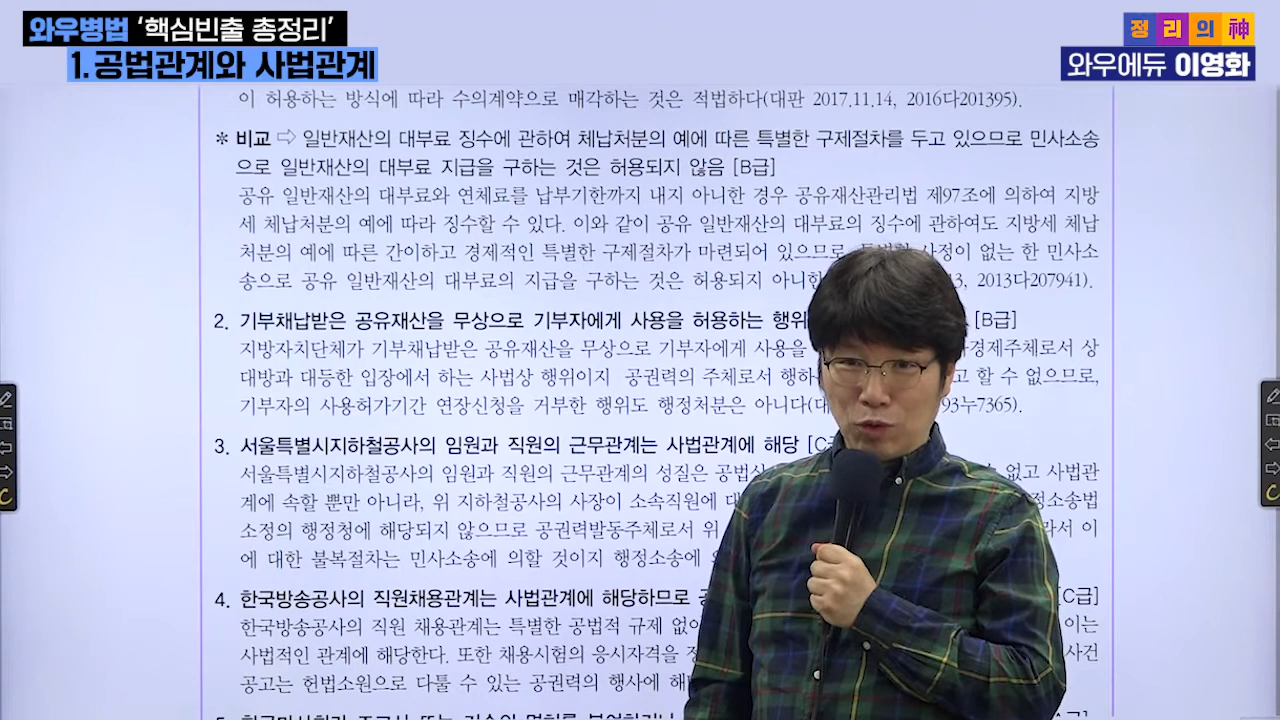 와우병법 '핵심빈출 총정리'
1. 공법관계와 사법관계
정리의神
와우에듀 이영화
이 허용하는 방식에 따라 수의계약으로 매각하는 것은 적법하다(대판 2017.11.14, 2016다201395).
* 비교 ⇨ 일반재산의 대부료 징수에 관하여 체납처분의 예에 따른 특별한 구제절차를 두고 있으므로 민사소송
으로 일반재산의 대부료 지급을 구하는 것은 허용되지 않음 [B급]
공유 일반재산의 대부료와 연체료를 납부기한까지 내지 아니한 경우 공유재산관리법 제97조에 의하여 지방
세 체납처분의 예에 따라 징수할 수 있다. 이와 같이 공유 일반재산의 대부료의 징수에 관하여도 지방세 체납
처분의 예에 따른 간이하고 경제적인 특별한 구제절차가 마련되어 있으므로, 사정이 없는 한 민사소
송으로 공유 일반재산의 대부료의 지급을 구하는 것은 허용되지 아니한 3, 2013다207941).
2. 기부채납받은 공유재산을 무상으로 기부자에게 사용을 허용하는 행위 [B급]
지방자치단체가 기부채납받은 공유재산을 무상으로 기부자에게 사용을 경제주체로서 상
대방과 대등한 입장에서 하는 사법상 행위이지 공권력의 주체로서 행하 고 할 수 없으므로,
기부자의 사용허가기간 연장신청을 거부한 행위도 행정처분은 아니다(대 93누7365).
3. 서울특별시지하철공사의 임원과 직원의 근무관계는 사법관계에 해당 [C급
서울특별시지하철공사의 임원과 직원의 근무관계의 성질은 공법상 수 없고 사법관
계에 속할 뿐만 아니라, 위 지하철공사의 사장이 소속직원에 대 정소송법
소정의 행정청에 해당되지 않으므로 공권력발동주체로서 위 라서 이
에 대한 불복절차는 민사소송에 의할 것이지 행정소송에
4. 한국방송공사의 직원채용관계는 사법관계에 해당하므로 [C급]
한국방송공사의 직원 채용관계는 특별한 공법적 규제 없이 이는
사법적인 관계에 해당한다. 또한 채용시험의 응시자격을 정 사건
공고는 헌법소원으로 다툴 수 있는 공권력의 행사에 해